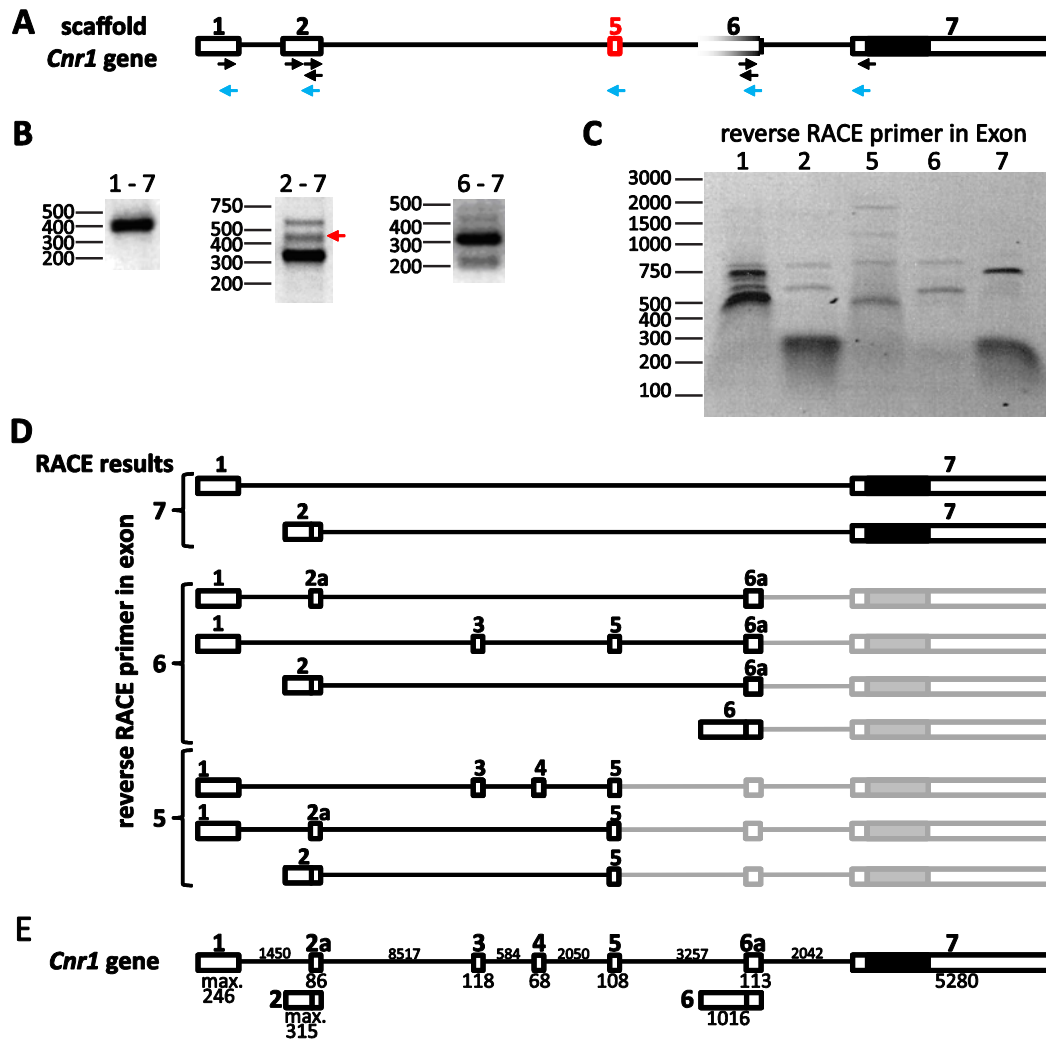 A
scaffold
Cnr1 gene
1 2 5 6 7
B
1 - 7
500
400
300
200
2 - 7
750
500
400
300
200
6 - 7
500
400
300
200
C
reverse RACE primer in Exon
1 2 5 6 7
3000
2000
1500
1000
750
500
400
300
200
100
D
RACE results
reverse RACE primer in exon
7
1 7
2 7
6
1 2a 6a
1 3 5 6a
2 6a
6
5
1 3 4 5
1 2a 5
2 5
E
Cnr1 gene
1 1450 2a 8517 3 584 4 2050 5 3257 6a 2042 7
max. 246
86 118 68 108 113 5280
2
max. 315
6
1016